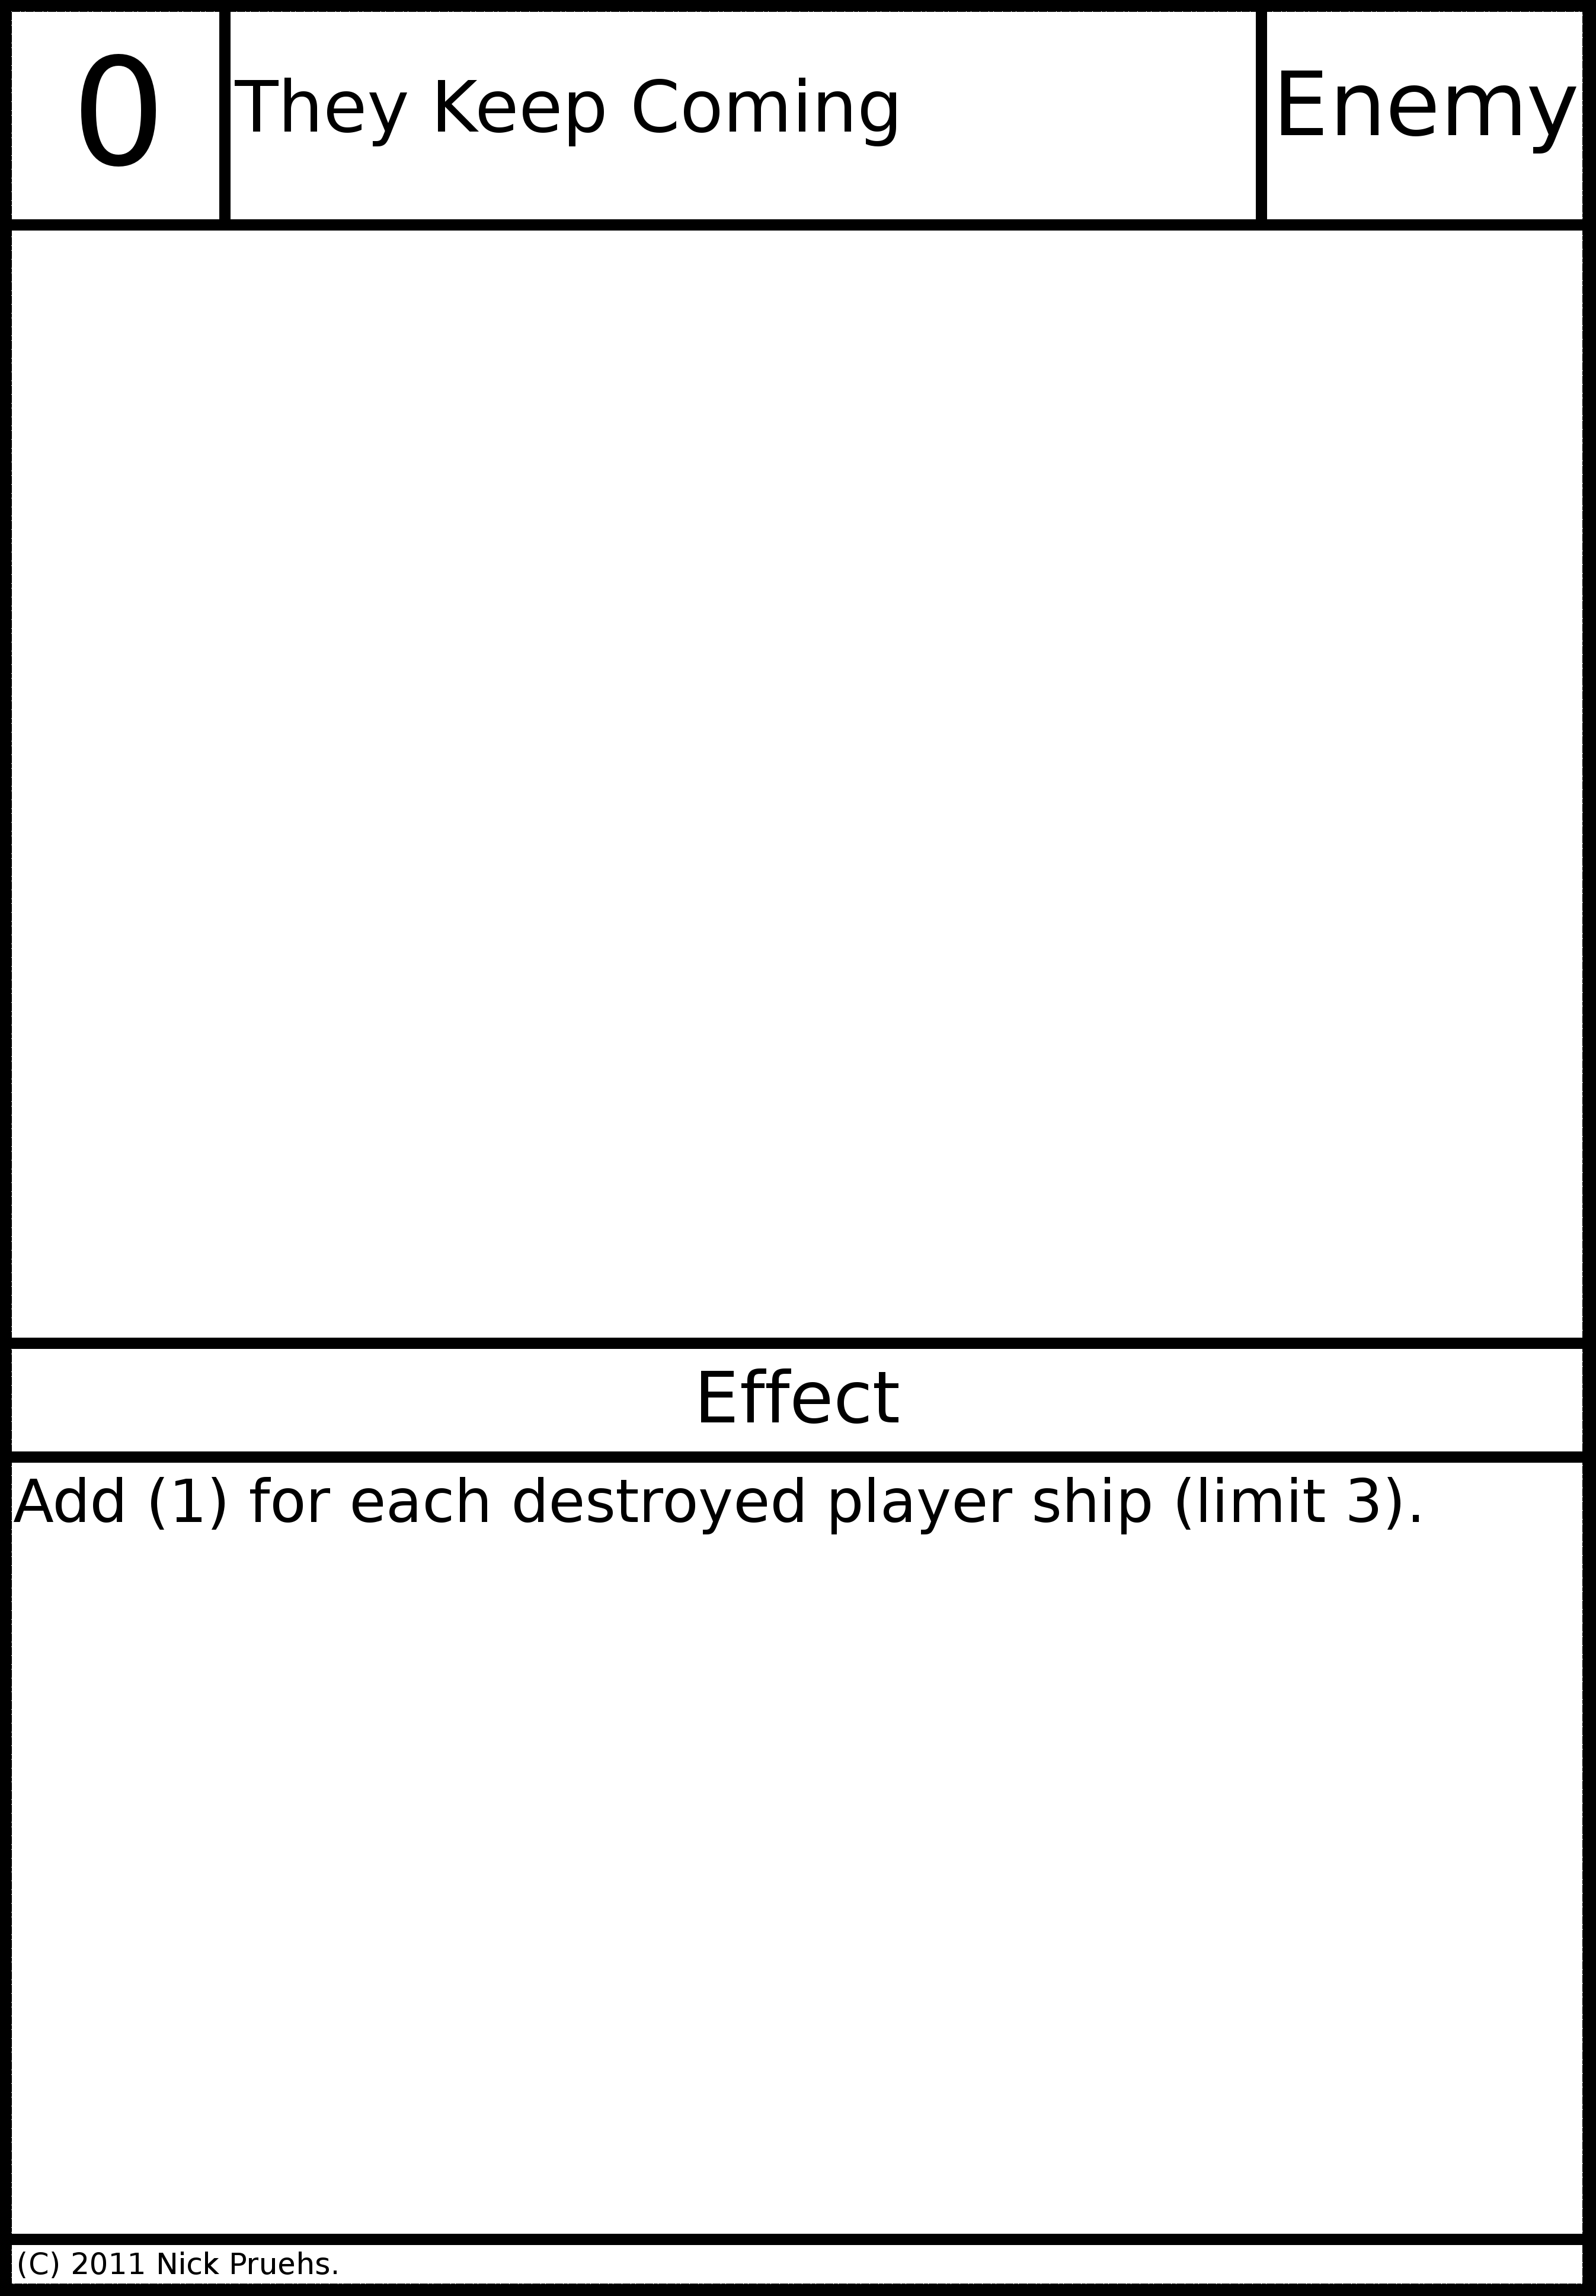 0
They Keep Coming
Enemy
Effect
Add (1) for each destroyed player ship (limit 3).
(C) 2011 Nick Pruehs.